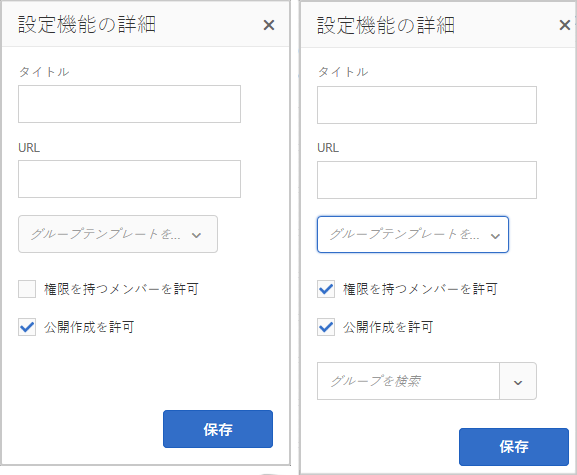 設定機能の詳細
タイトル
URL
グループテンプレートを...
権限を持つメンバーを許可
公開作成を許可
保存
設定機能の詳細
タイトル
URL
グループテンプレートを...
権限を持つメンバーを許可
公開作成を許可
グループを検索
保存